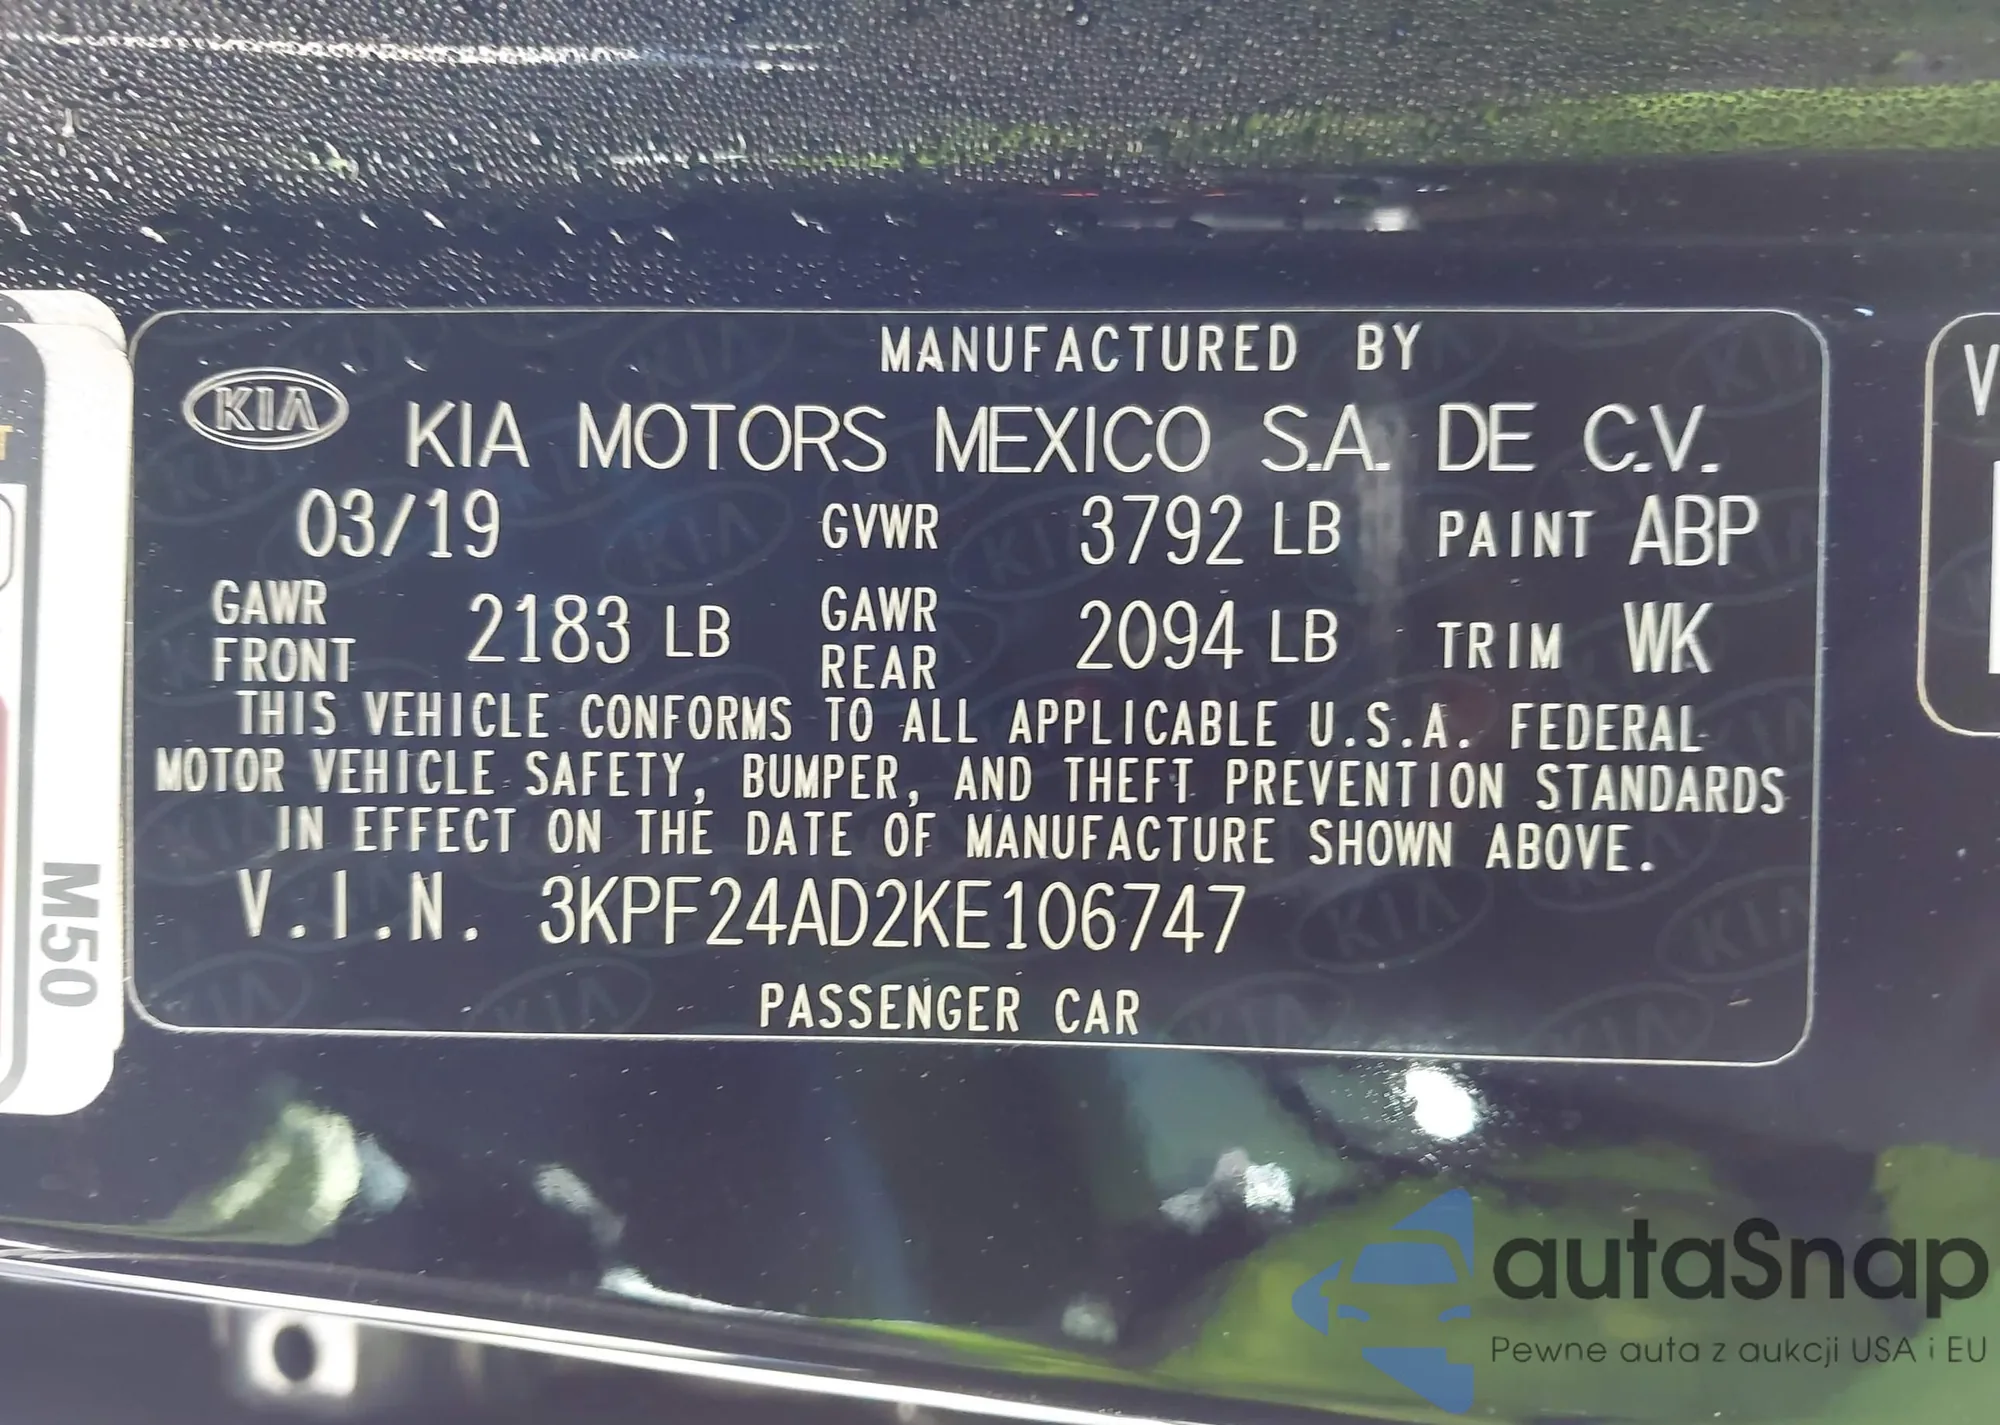 MANUFACTURED BY
KIA KIA MOTORS MEXICO S.A. DE C.V.
03/19 GVWR 3792 LB PAINT ABP
GAWR FRONT 2183 LB GAWR REAR 2094 LB TRIM WK
THIS VEHICLE CONFORMS TO ALL APPLICABLE U.S.A. FEDERAL
MOTOR VEHICLE SAFETY, BUMPER, AND THEFT PREVENTION STANDARDS
IN EFFECT ON THE DATE OF MANUFACTURE SHOWN ABOVE.
V.I.N. 3KPF24AD2KE106747
PASSENGER CAR
M50
autaSnap
Pewne auta z aukcji USA i EU